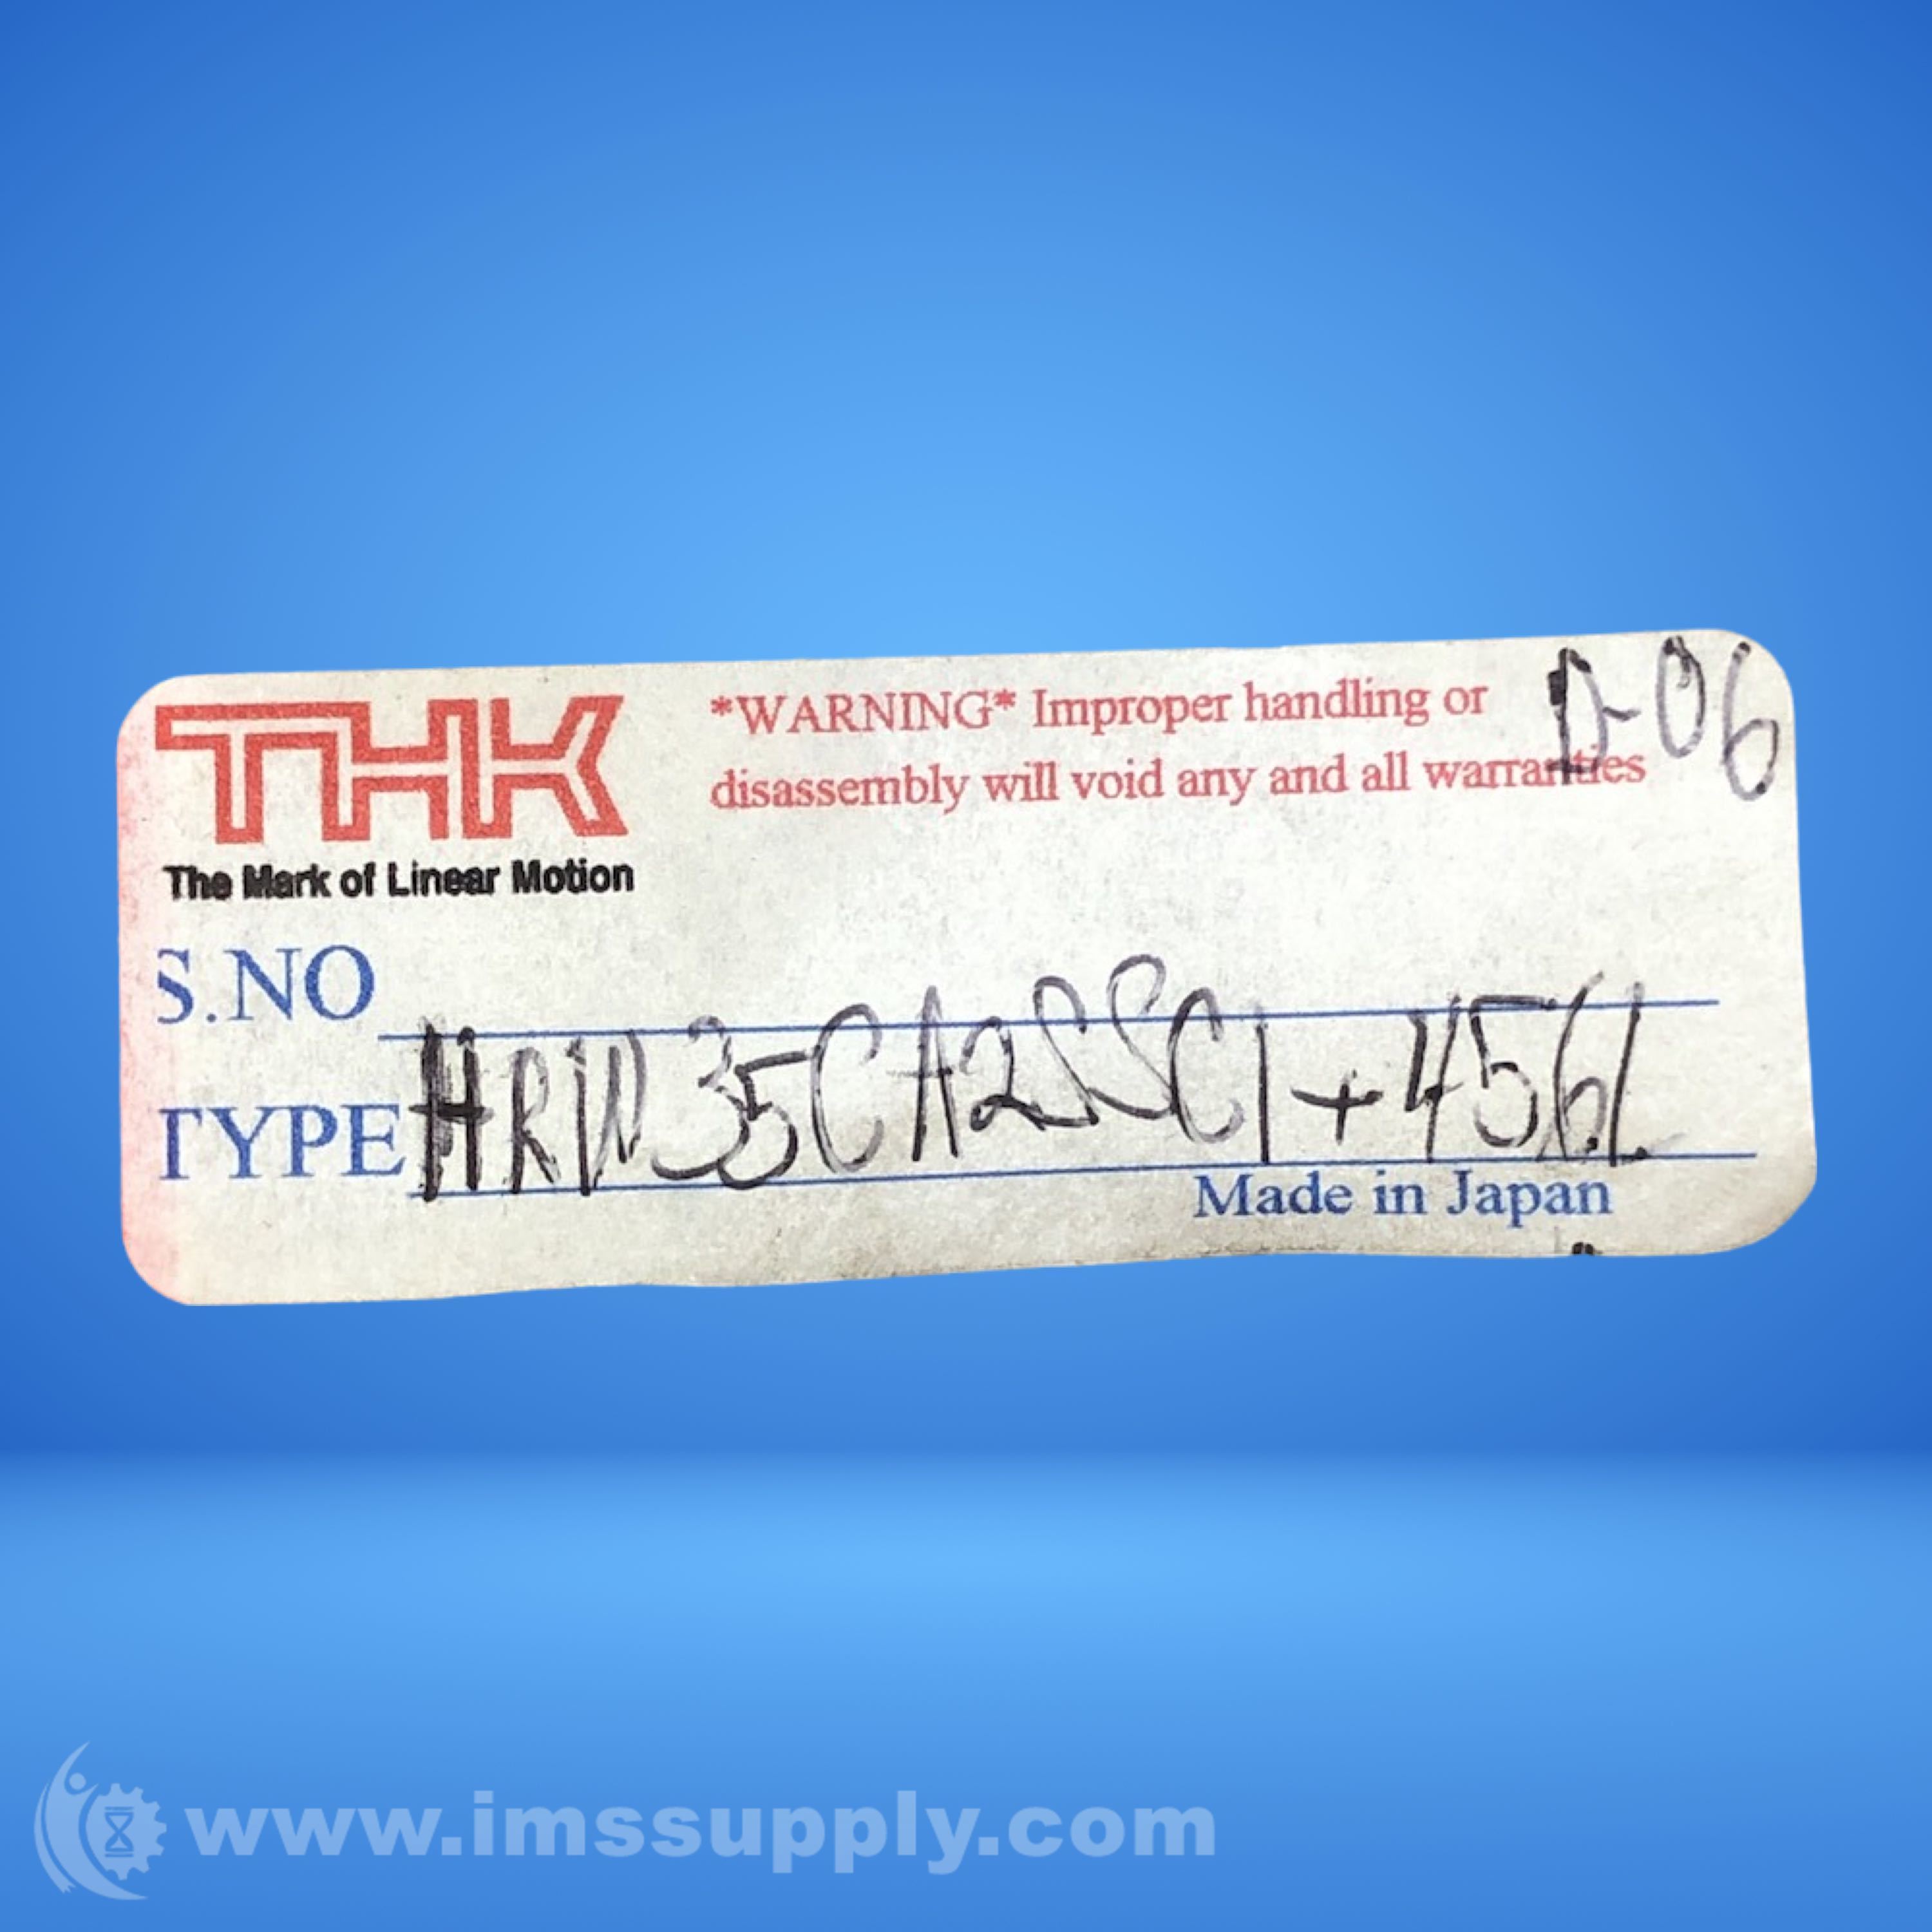 THK
*WARNING* Improper handling or
disassembly will void any and all warranties
D-06
The Mark of Linear Motion
S.NO
TYPE HRW35CA2SSC1+456L
Made in Japan
www.imssupply.com